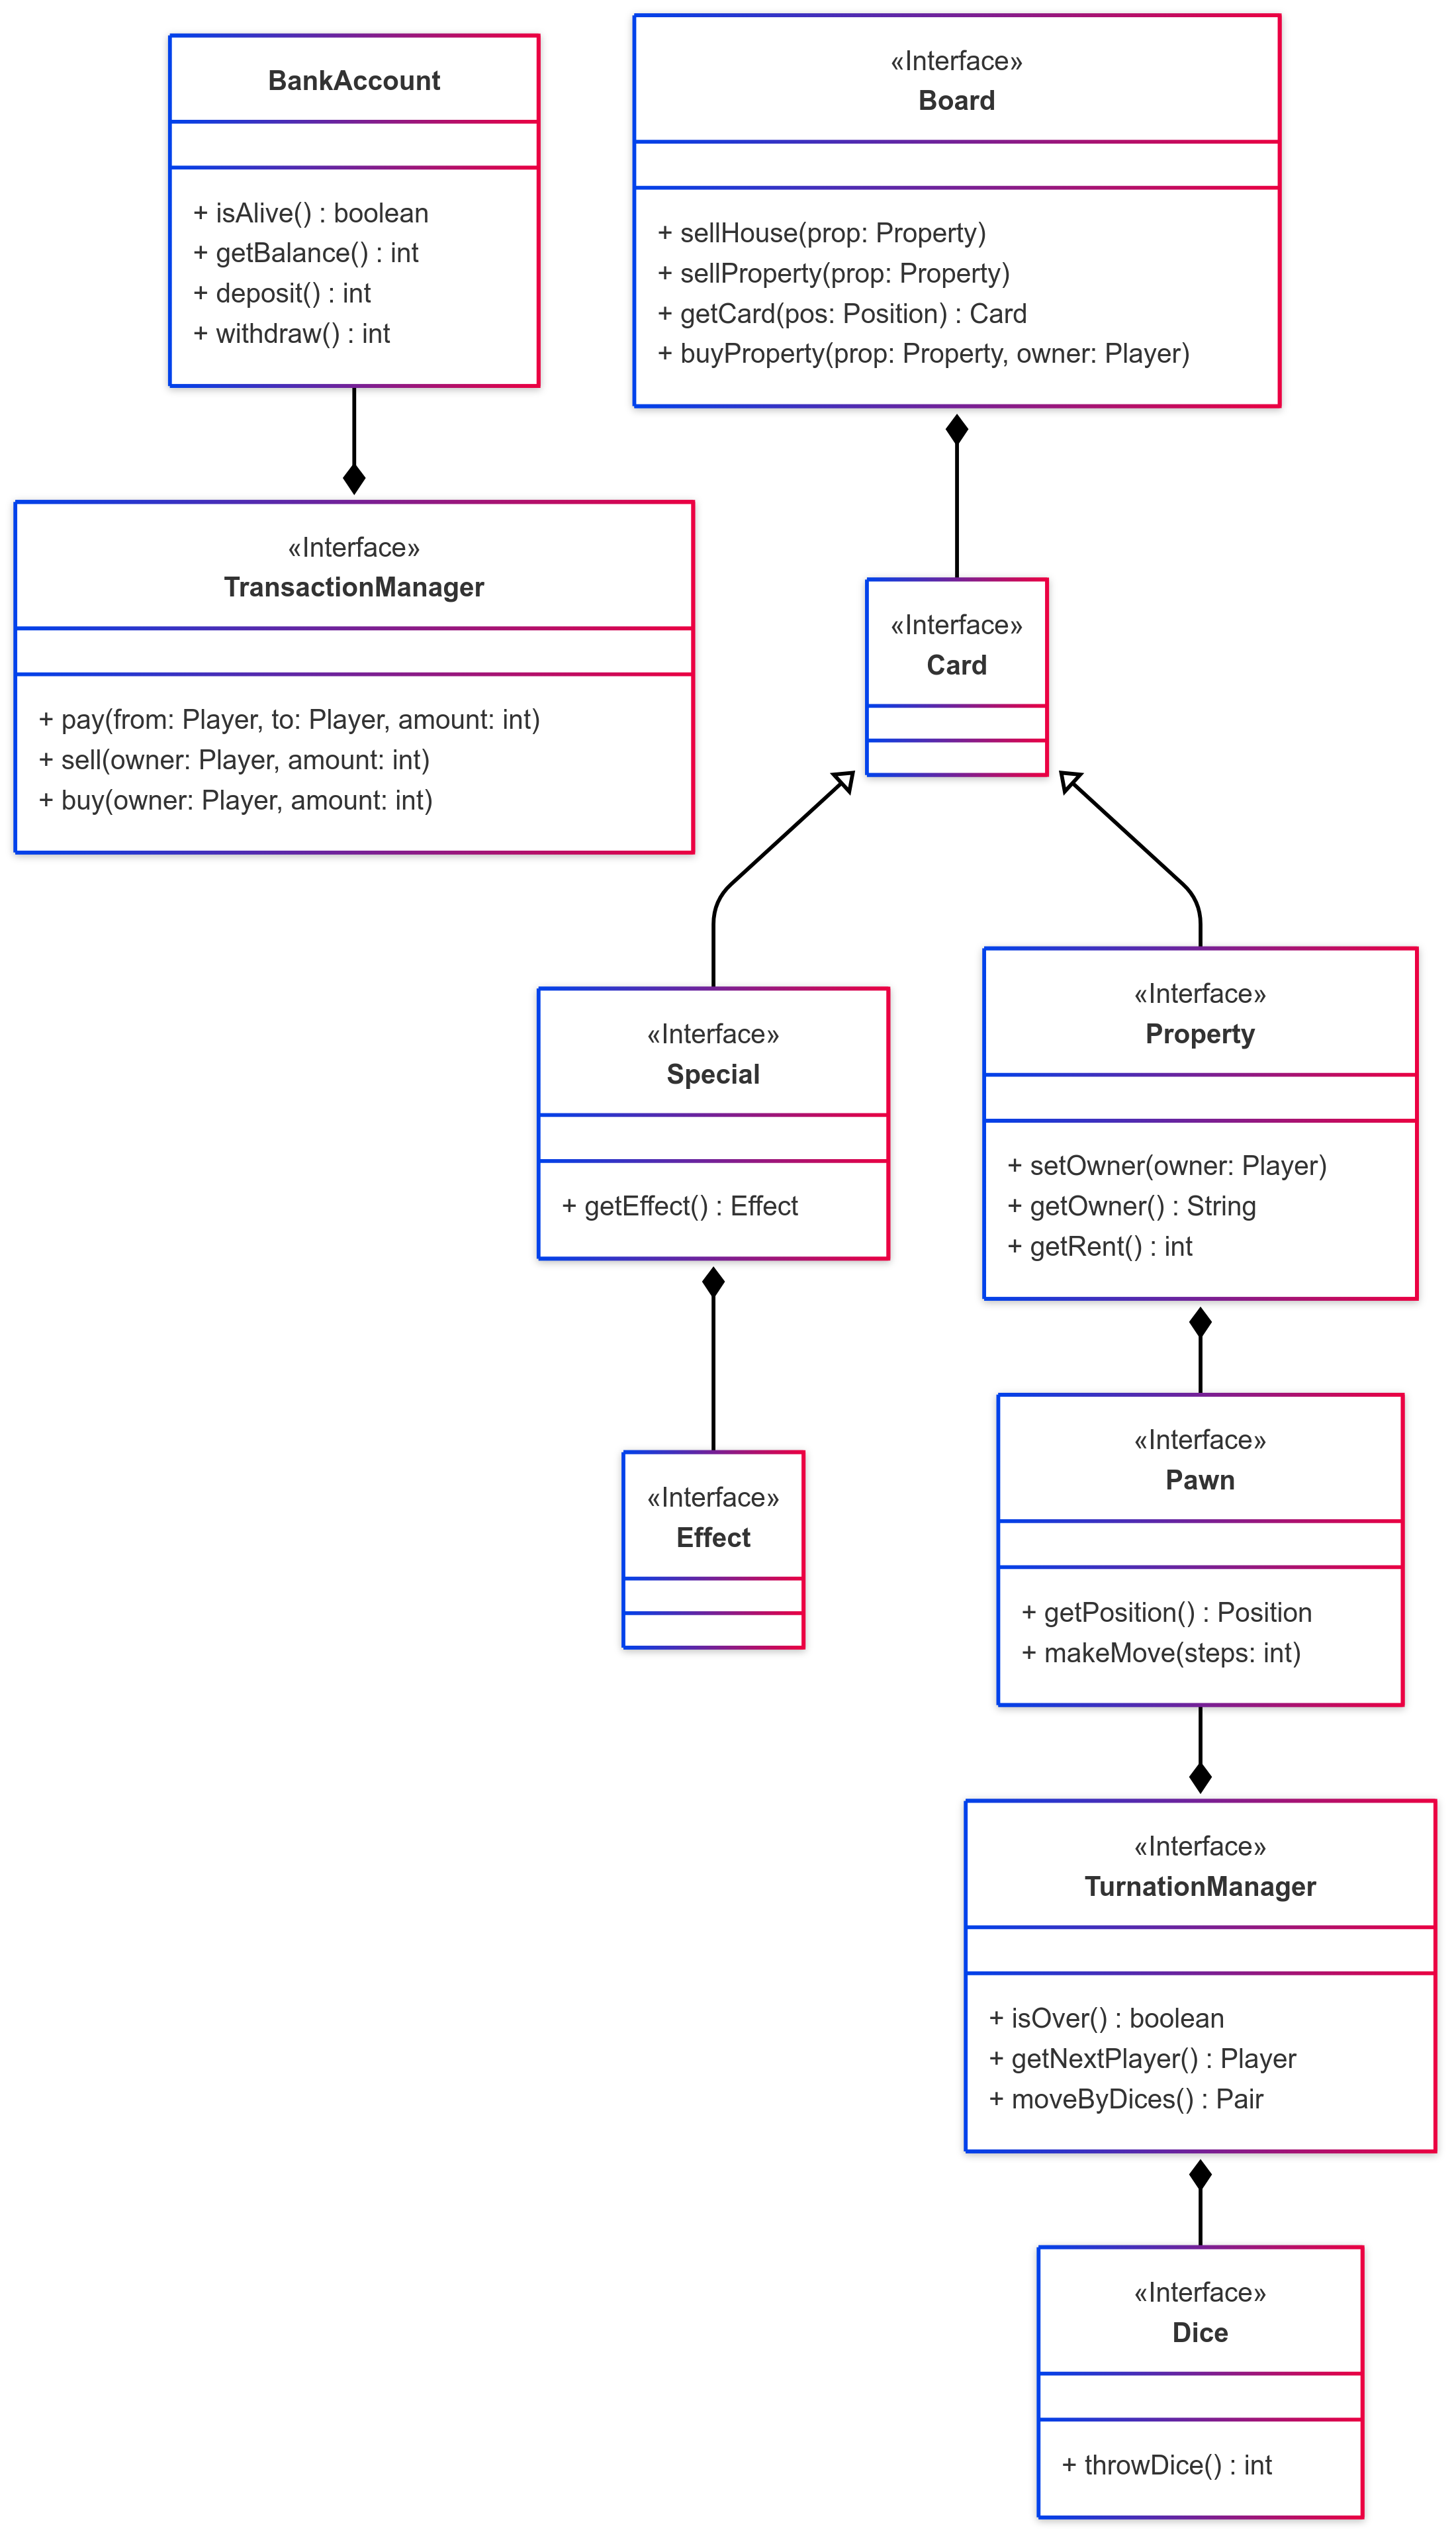 BankAccount
+ isAlive() : boolean
+ getBalance() : int
+ deposit() : int
+ withdraw() : int
«Interface»
Board
+ sellHouse(prop: Property)
+ sellProperty(prop: Property)
+ getCard(pos: Position) : Card
+ buyProperty(prop: Property, owner: Player)
«Interface»
TransactionManager
+ pay(from: Player, to: Player, amount: int)
+ sell(owner: Player, amount: int)
+ buy(owner: Player, amount: int)
«Interface»
Card
«Interface»
Special
+ getEffect() : Effect
«Interface»
Property
+ setOwner(owner: Player)
+ getOwner() : String
+ getRent() : int
«Interface»
Effect
«Interface»
Pawn
+ getPosition() : Position
+ makeMove(steps: int)
«Interface»
TurnationManager
+ isOver() : boolean
+ getNextPlayer() : Player
+ moveByDices() : Pair
«Interface»
Dice
+ throwDice() : int